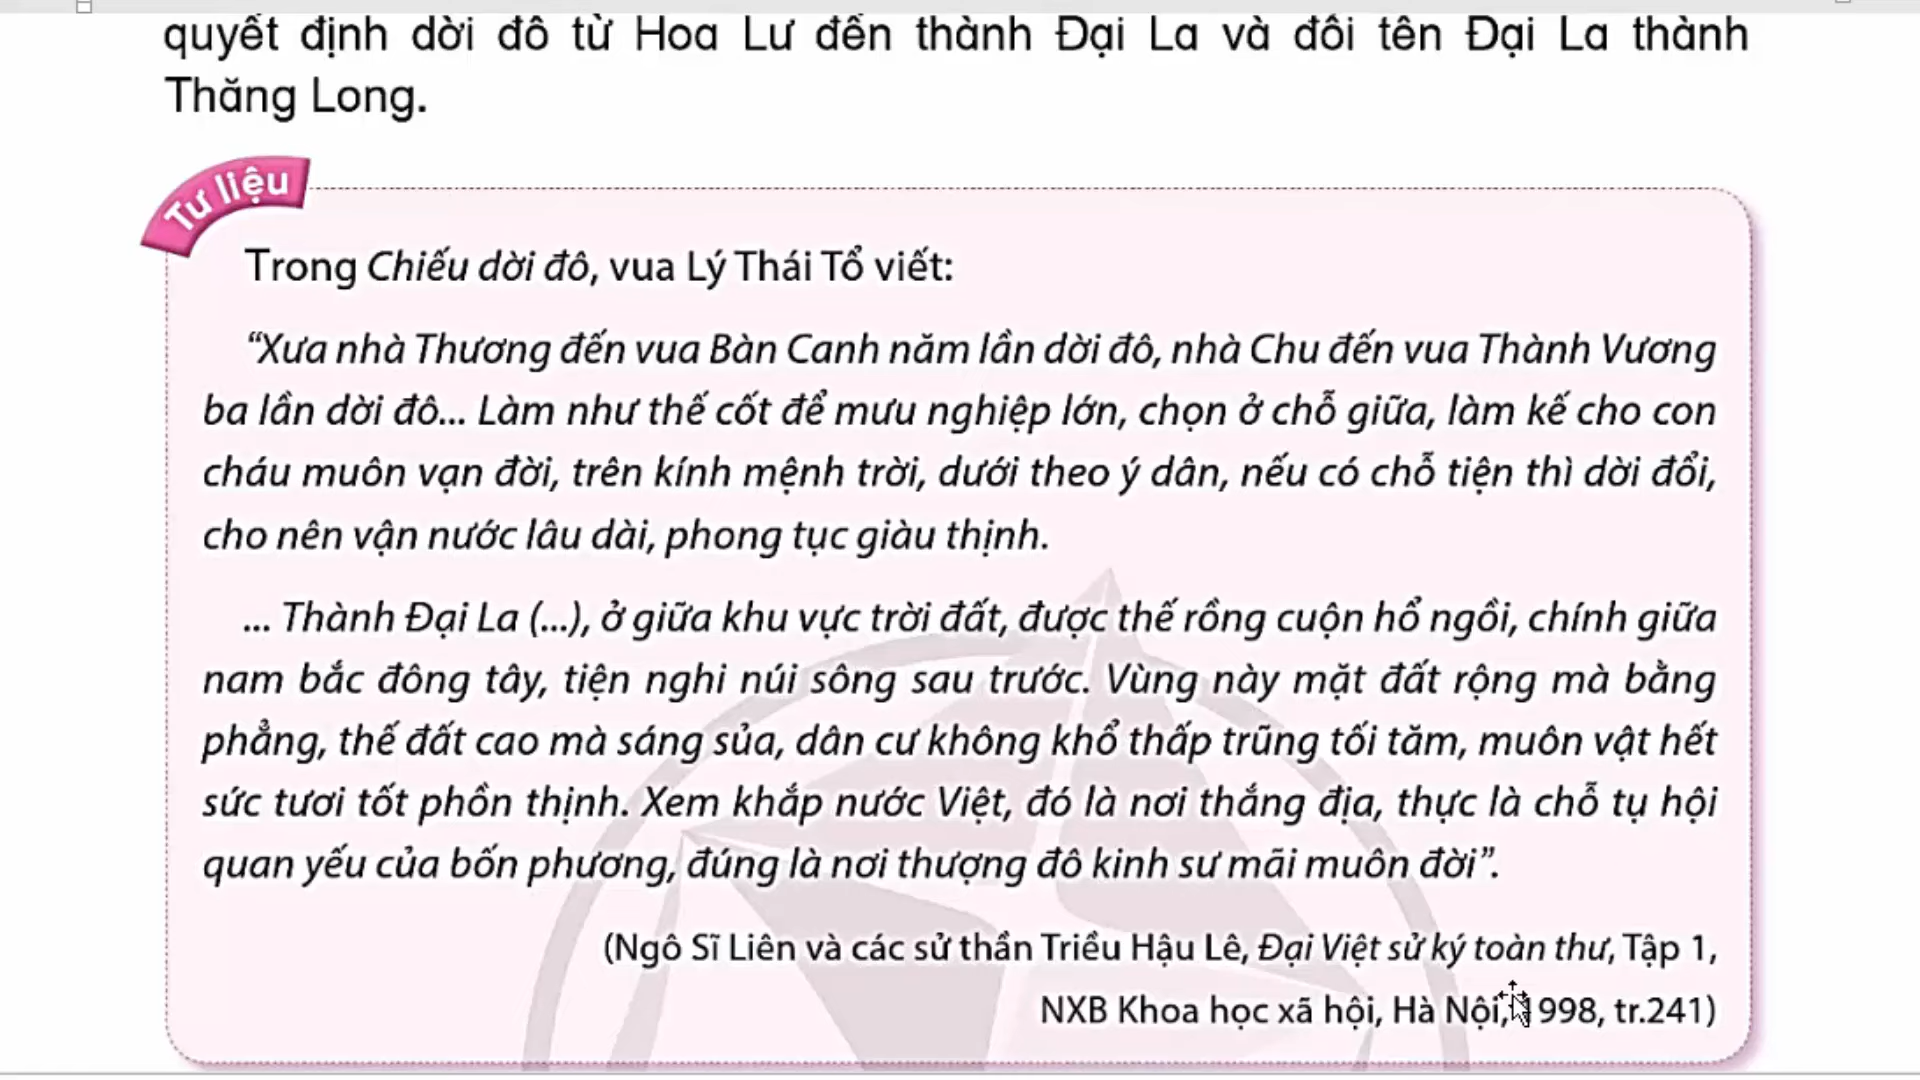 quyết định dời đô từ Hoa Lư đến thành Đại La và đổi tên Đại La thành
Thăng Long.
Tư liệu
Trong Chiếu dời đô, vua Lý Thái Tổ viết:
“Xưa nhà Thương đến vua Bàn Canh năm lần dời đô, nhà Chu đến vua Thành Vương
ba lần dời đô... Làm như thế cốt để mưu nghiệp lớn, chọn ở chỗ giữa, làm kế cho con
cháu muôn vạn đời, trên kính mệnh trời, dưới theo ý dân, nếu có chỗ tiện thì dời đổi,
cho nên vận nước lâu dài, phong tục giàu thịnh.
... Thành Đại La (...), ở giữa khu vực trời đất, được thế rồng cuộn hổ ngồi, chính giữa
nam bắc đông tây, tiện nghi núi sông sau trước. Vùng này mặt đất rộng mà bằng
phẳng, thế đất cao mà sáng sủa, dân cư không khổ thấp trũng tối tăm, muôn vật hết
sức tươi tốt phồn thịnh. Xem khắp nước Việt, đó là nơi thắng địa, thực là chỗ tụ hội
quan yếu của bốn phương, đúng là nơi thượng đô kinh sư mãi muôn đời”.
(Ngô Sĩ Liên và các sử thần Triều Hậu Lê, Đại Việt sử ký toàn thư, Tập 1,
NXB Khoa học xã hội, Hà Nội, 1998, tr.241)